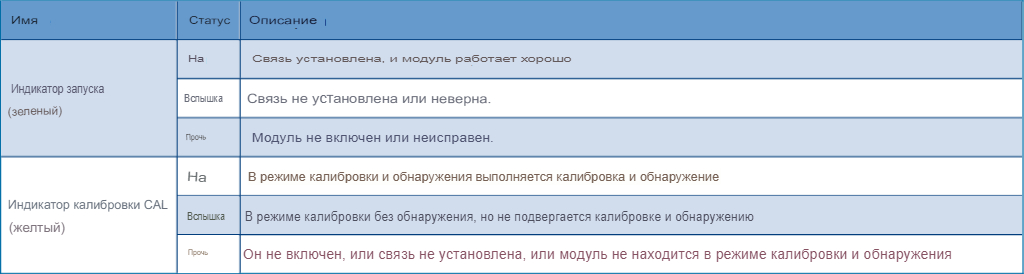 Имя
Статус
Описание
Индикатор запуска
(зеленый)
На
Связь установлена, и модуль работает хорошо
Вспышка
Связь не установлена или неверна.
Прочь
Модуль не включен или неисправен.
Индикатор калибровки CAL
(желтый)
На
В режиме калибровки и обнаружения выполняется калибровка и обнаружение
Вспышка
В режиме калибровки без обнаружения, но не подвергается калибровке и обнаружению
Прочь
Он не включен, или связь не установлена, или модуль не находится в режиме калибровки и обнаружения